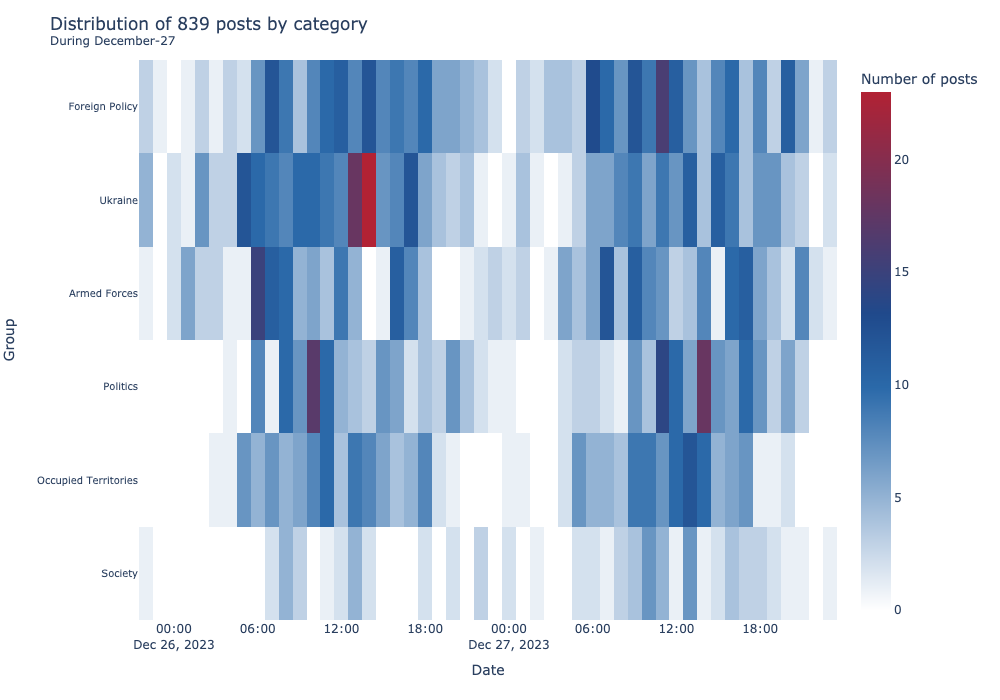 Distribution of 839 posts by category
During December-27
Number of posts
Foreign Policy
Ukraine
Armed Forces
Politics
Occupied Territories
Society
Group
20
15
10
5
0
00:00 06:00 12:00 18:00 00:00 06:00 12:00 18:00
Dec 26, 2023 Dec 27, 2023
Date